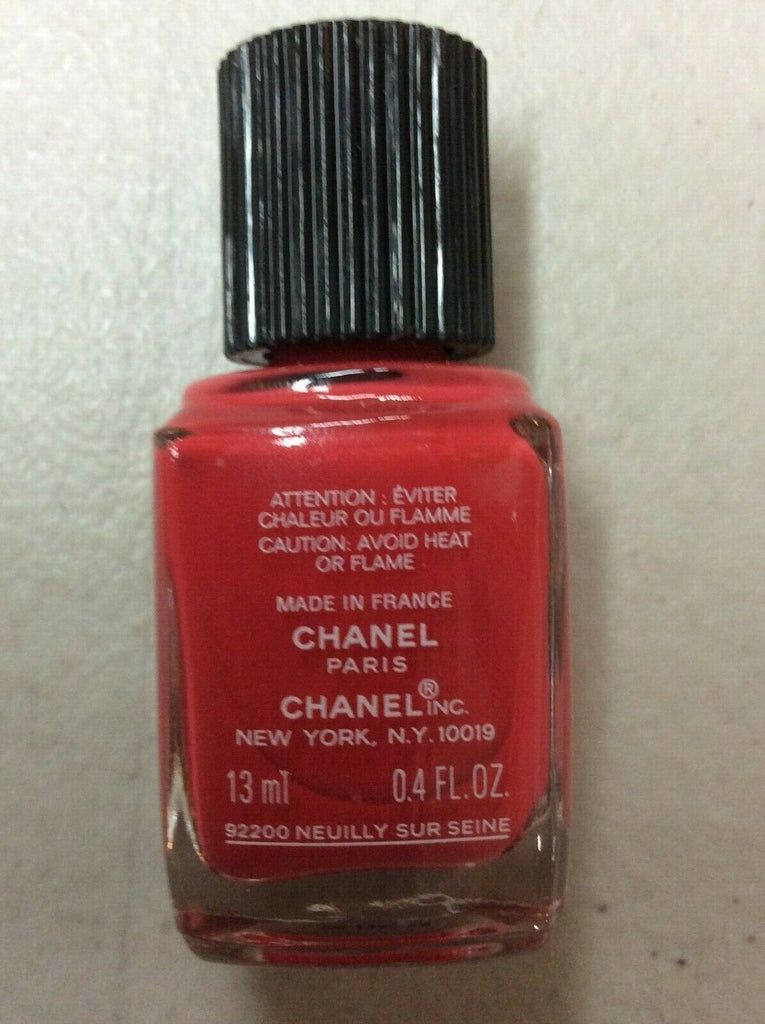 ATTENTION : ÉVITER
CHALEUR OU FLAMME
CAUTION: AVOID HEAT
OR FLAME
MADE IN FRANCE
CHANEL
PARIS
CHANEL® INC.
NEW YORK, N.Y. 10019
13 ml 0.4 FL.OZ.
92200 NEUILLY SUR SEINE